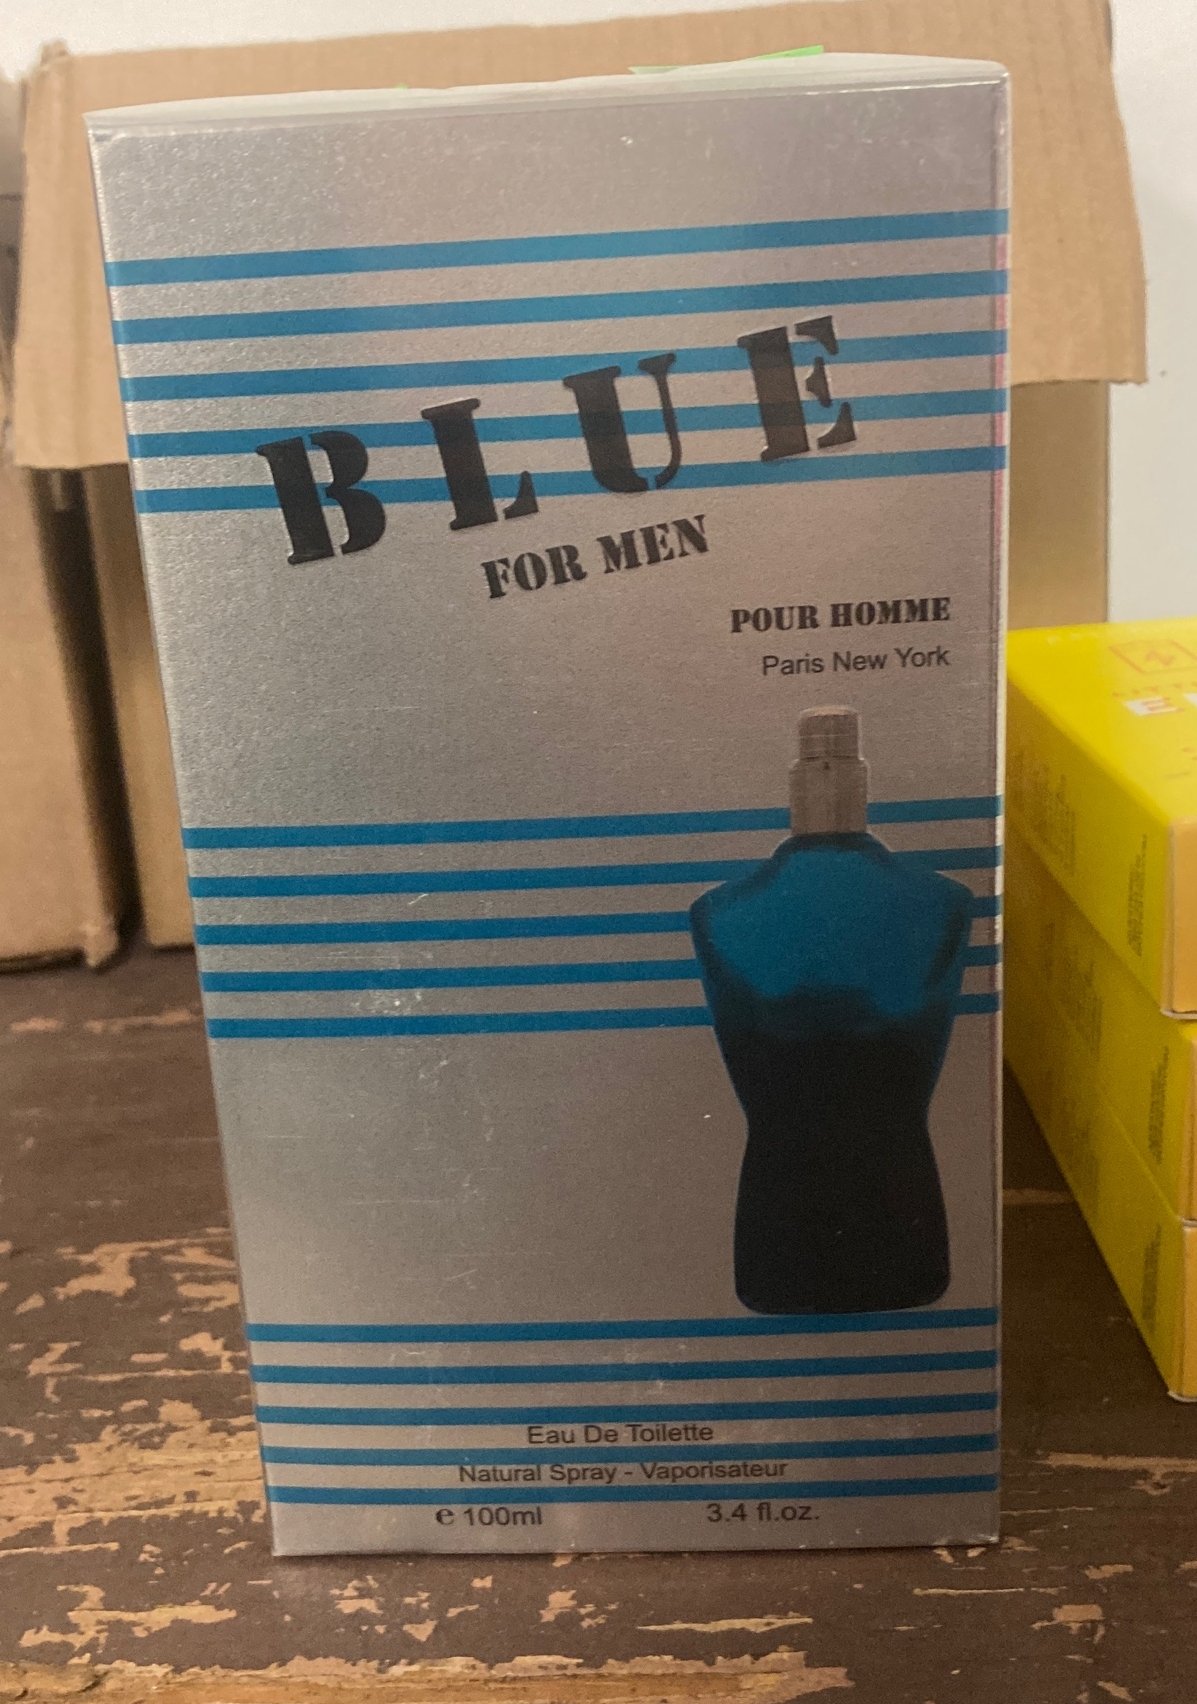 BLUE
FOR MEN
POUR HOMME
Paris New York
Eau De Toilette
Natural Spray - Vaporisateur
℮ 100ml 3.4 fl.oz.
4